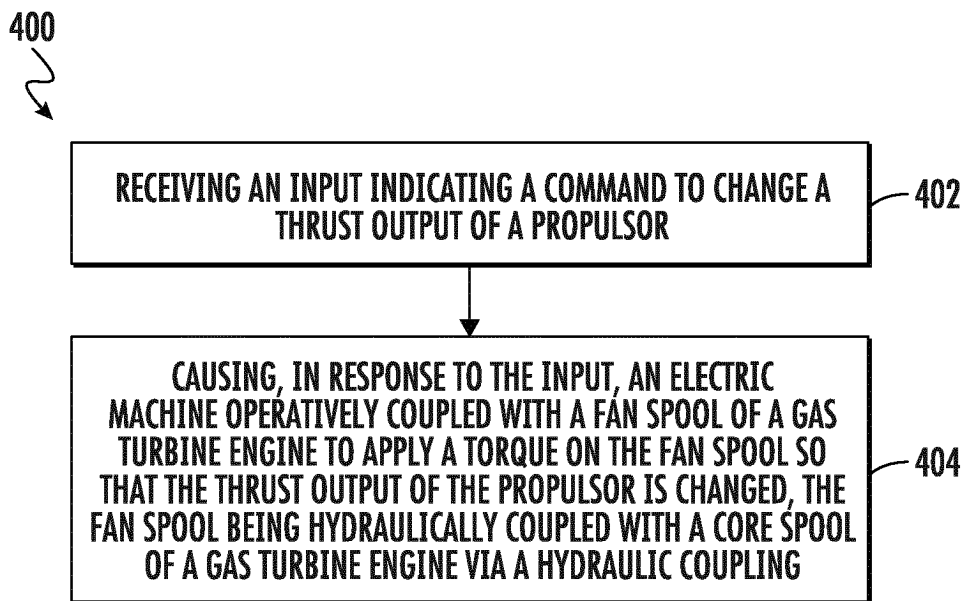 400
RECEIVING AN INPUT INDICATING A COMMAND TO CHANGE A
THRUST OUTPUT OF A PROPULSOR
402
CAUSING, IN RESPONSE TO THE INPUT, AN ELECTRIC
MACHINE OPERATIVELY COUPLED WITH A FAN SPOOL OF A GAS
TURBINE ENGINE TO APPLY A TORQUE ON THE FAN SPOOL SO
THAT THE THRUST OUTPUT OF THE PROPULSOR IS CHANGED, THE
FAN SPOOL BEING HYDRAULICALLY COUPLED WITH A CORE SPOOL
OF A GAS TURBINE ENGINE VIA A HYDRAULIC COUPLING
404